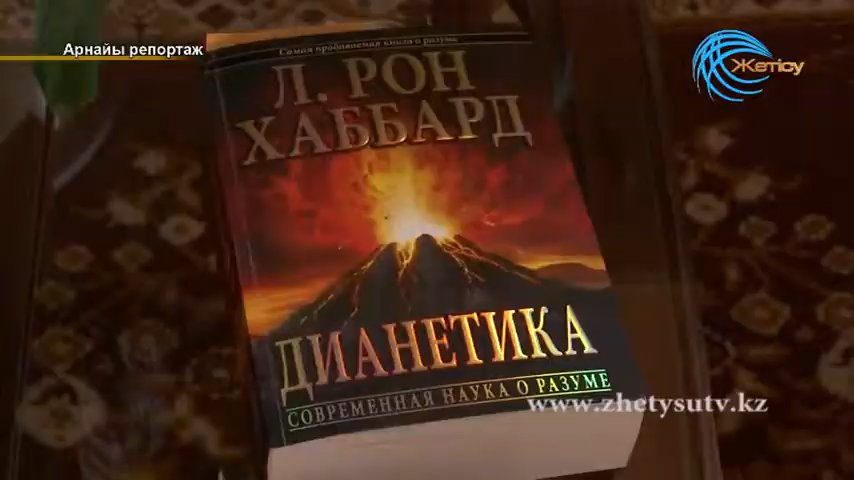 Арнайы репортаж
Жетісу
Самая продаваемая книга о разуме
Л. РОН
ХАББАРД
ДИАНЕТИКА
СОВРЕМЕННАЯ НАУКА О РАЗУМЕ
www.zhetysutv.kz